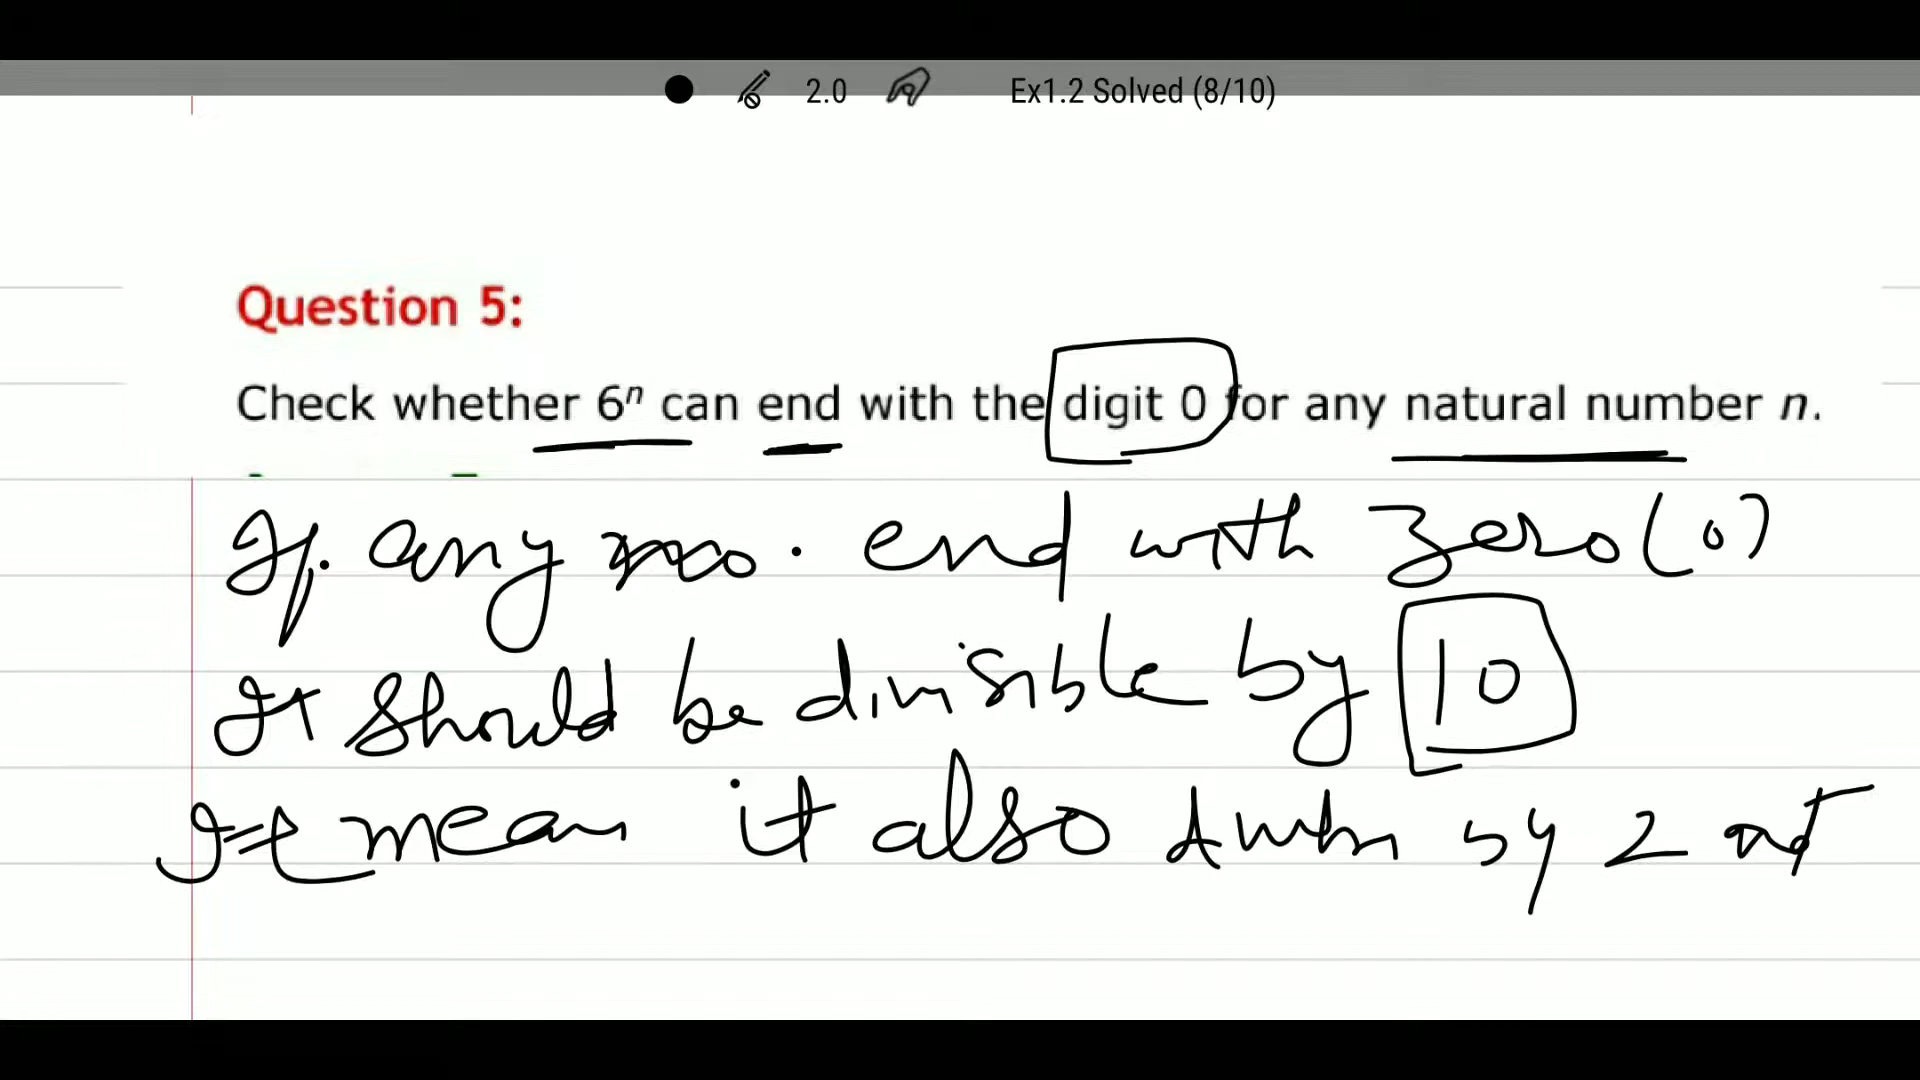 2.0 Ex1.2 Solved (8/10)
Question 5:
Check whether 6ⁿ can end with the digit 0 for any natural number n.
If. any no. end with zero (0)
It should be divisible by 10
It mean it also by 2 and